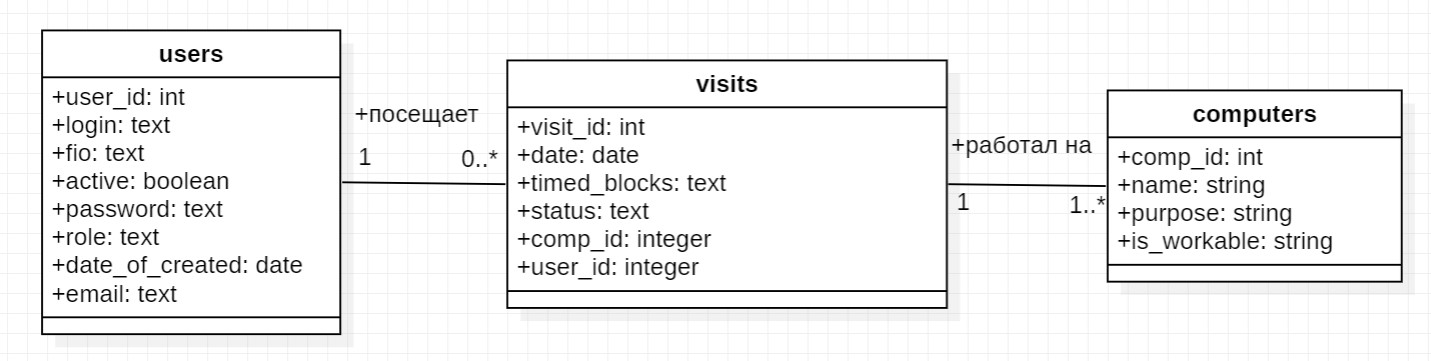 users
+user_id: int
+login: text
+fio: text
+active: boolean
+password: text
+role: text
+date_of_created: date
+email: text
+посещает
1
0..*
visits
+visit_id: int
+date: date
+timed_blocks: text
+status: text
+comp_id: integer
+user_id: integer
+работал на
1
1..*
computers
+comp_id: int
+name: string
+purpose: string
+is_workable: string